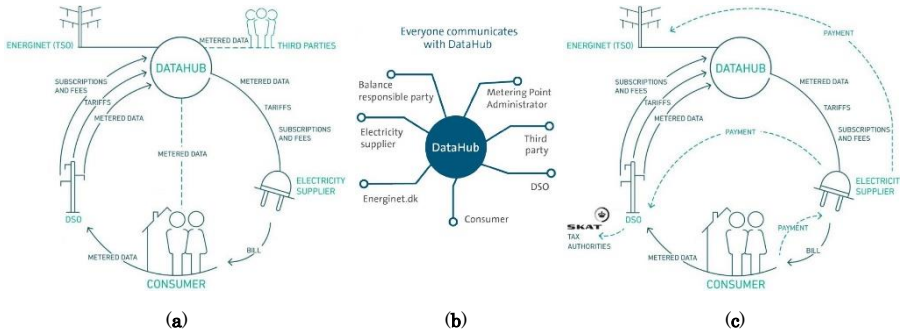 ENERGINET (TSO)
METERED DATA
THIRD PARTIES
DATAHUB
SUBSCRIPTIONS
AND FEES
TARIFFS
METERED DATA
METERED DATA
TARIFFS
SUBSCRIPTIONS
AND FEES
METERED DATA
ELECTRICITY
SUPPLIER
DSO
METERED DATA
BILL
CONSUMER
(a)
Everyone communicates
with DataHub
Balance
responsible party
Metering Point
Administrator
Electricity
supplier
DataHub
Third
party
DSO
Energinet.dk
Consumer
(b)
ENERGINET (TSO)
PAYMENT
DATAHUB
SUBSCRIPTIONS
AND FEES
TARIFFS
METERED DATA
METERED DATA
TARIFFS
SUBSCRIPTIONS
AND FEES
PAYMENT
ELECTRICIT
SUPPLIER
DSO
SKAT
TAX
AUTHORITIES
PAYMENT
METERED DATA
BILL
CONSUMER
(c)